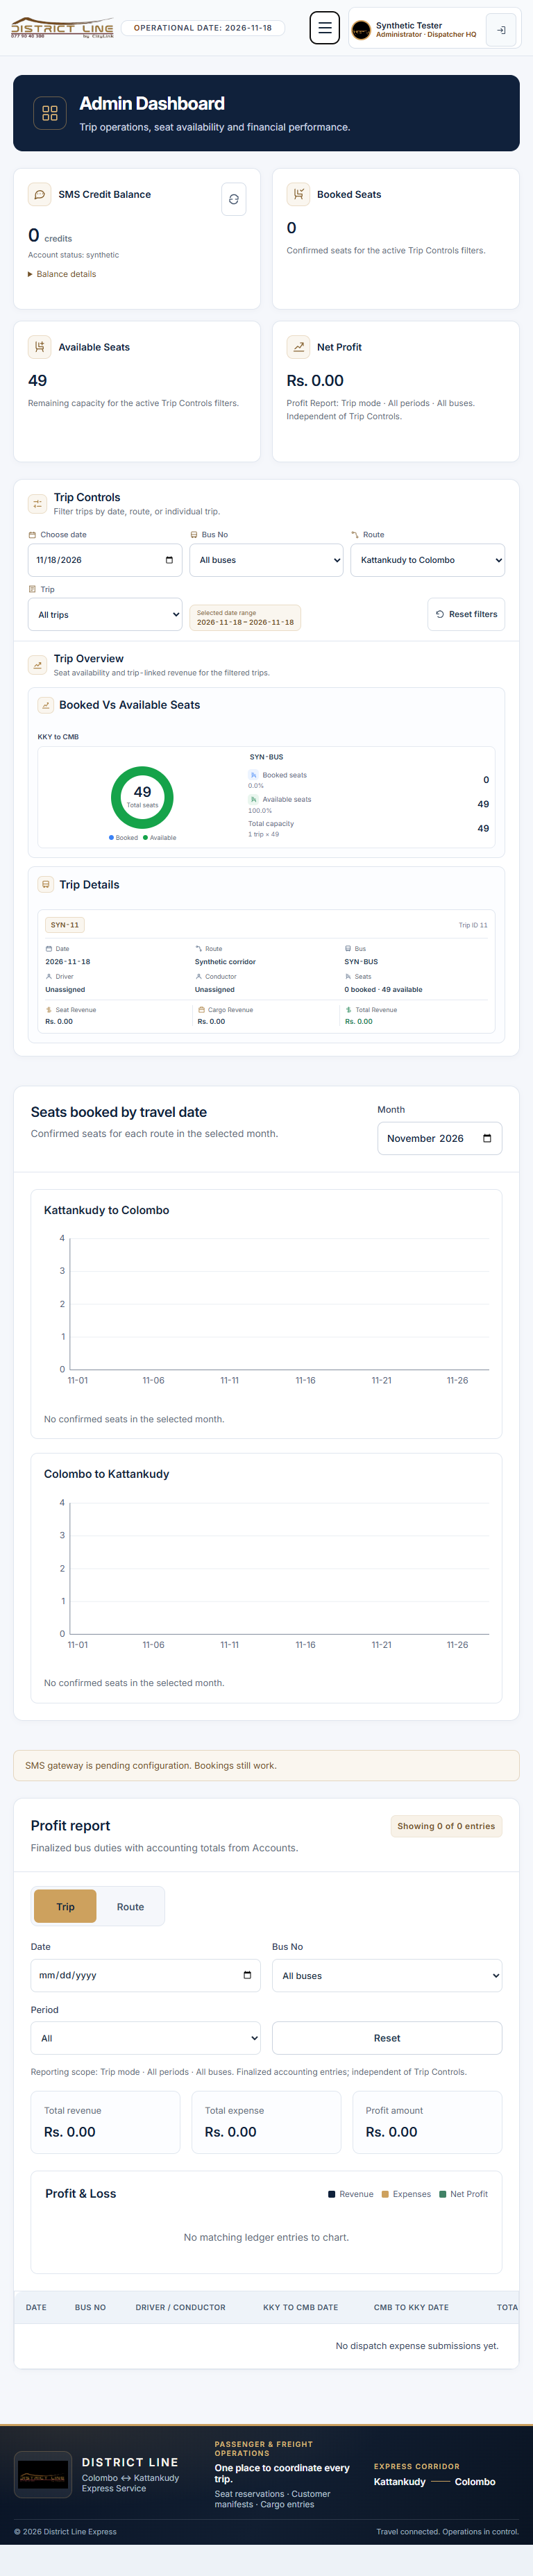 DISTRICT LINE
077 90 40 386 by CityLink
OPERATIONAL DATE: 2026-11-18
Synthetic Tester
Administrator · Dispatcher HQ
Admin Dashboard
Trip operations, seat availability and financial performance.
SMS Credit Balance
0 credits
Account status: synthetic
Balance details
Booked Seats
0
Confirmed seats for the active Trip Controls filters.
Available Seats
49
Remaining capacity for the active Trip Controls filters.
Net Profit
Rs. 0.00
Profit Report: Trip mode · All periods · All buses.
Independent of Trip Controls.
Trip Controls
Filter trips by date, route, or individual trip.
Choose date
11/18/2026
Bus No
All buses
Route
Kattankudy to Colombo
Trip
All trips
Selected date range
2026-11-18 – 2026-11-18
Reset filters
Trip Overview
Seat availability and trip-linked revenue for the filtered trips.
Booked Vs Available Seats
KKY to CMB
49
Total seats
Booked Available
SYN-BUS
Booked seats 0
0.0%
Available seats 49
100.0%
Total capacity 49
1 trip × 49
Trip Details
SYN-11 Trip ID 11
Date Route Bus
2026-11-18 Synthetic corridor SYN-BUS
Driver Conductor Seats
Unassigned Unassigned 0 booked · 49 available
Seat Revenue Cargo Revenue Total Revenue
Rs. 0.00 Rs. 0.00 Rs. 0.00
Seats booked by travel date
Confirmed seats for each route in the selected month.
Month
November 2026
Kattankudy to Colombo
4
3
2
1
0
11-01 11-06 11-11 11-16 11-21 11-26
No confirmed seats in the selected month.
Colombo to Kattankudy
4
3
2
1
0
11-01 11-06 11-11 11-16 11-21 11-26
No confirmed seats in the selected month.
SMS gateway is pending configuration. Bookings still work.
Profit report
Finalized bus duties with accounting totals from Accounts.
Showing 0 of 0 entries
Trip Route
Date Bus No
mm/dd/yyyy All buses
Period
All Reset
Reporting scope: Trip mode · All periods · All buses. Finalized accounting entries; independent of Trip Controls.
Total revenue Total expense Profit amount
Rs. 0.00 Rs. 0.00 Rs. 0.00
Profit & Loss
Revenue Expenses Net Profit
No matching ledger entries to chart.
DATE BUS NO DRIVER / CONDUCTOR KKY TO CMB DATE CMB TO KKY DATE TOTA
No dispatch expense submissions yet.
DISTRICT LINE
DISTRICT LINE
Colombo ↔ Kattankudy
Express Service
PASSENGER & FREIGHT
OPERATIONS
One place to coordinate every
trip.
Seat reservations · Customer
manifests · Cargo entries
EXPRESS CORRIDOR
Kattankudy Colombo
© 2026 District Line Express
Travel connected. Operations in control.